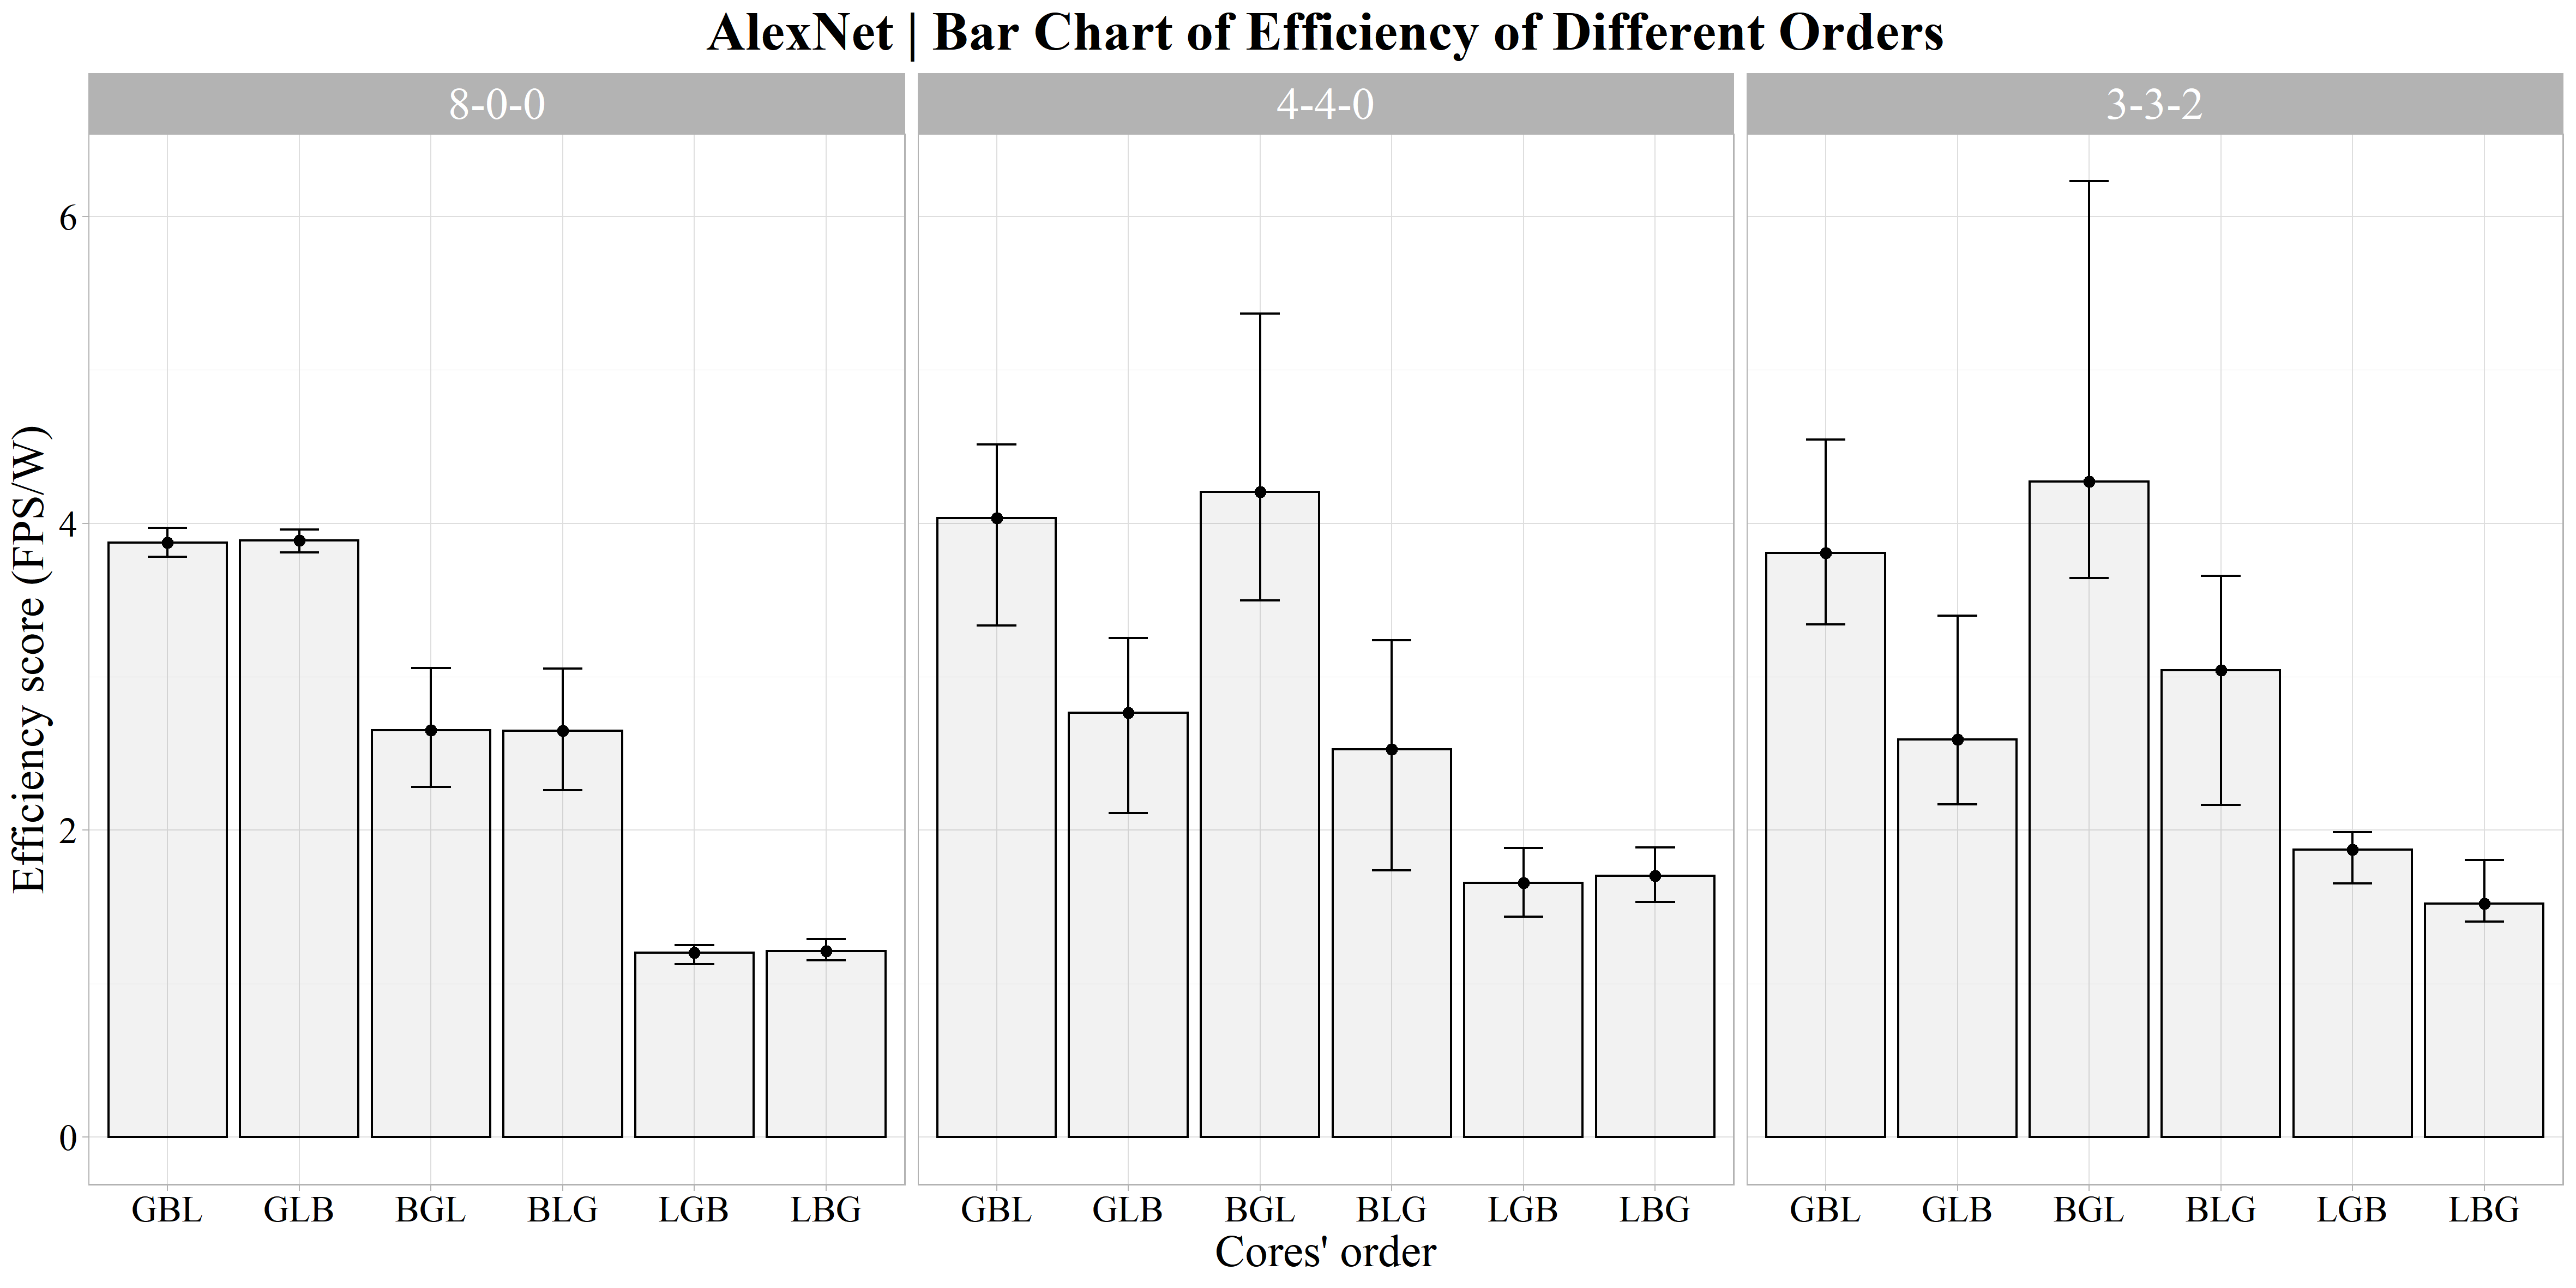 AlexNet | Bar Chart of Efficiency of Different Orders
8-0-0 4-4-0 3-3-2
Efficiency score (FPS/W)
6
4
2
0
GBL GLB BGL BLG LGB LBG GBL GLB BGL BLG LGB LBG GBL GLB BGL BLG LGB LBG
Cores' order